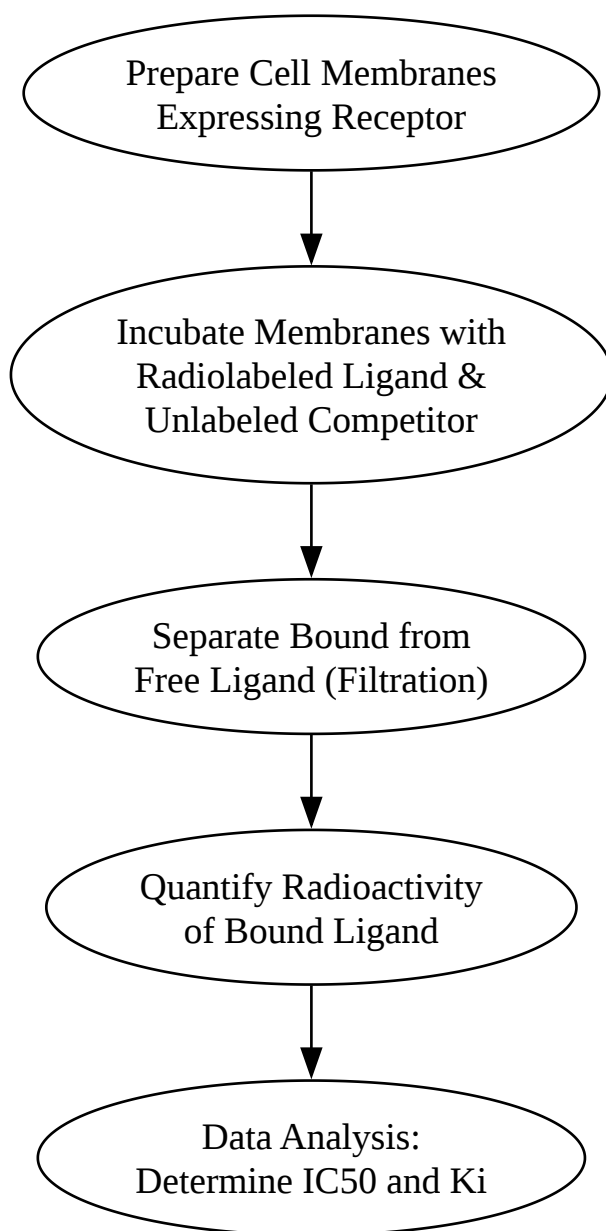 Prepare Cell Membranes
Expressing Receptor
Incubate Membranes with
Radiolabeled Ligand &
Unlabeled Competitor
Separate Bound from
Free Ligand (Filtration)
Quantify Radioactivity
of Bound Ligand
Data Analysis:
Determine IC50 and Ki